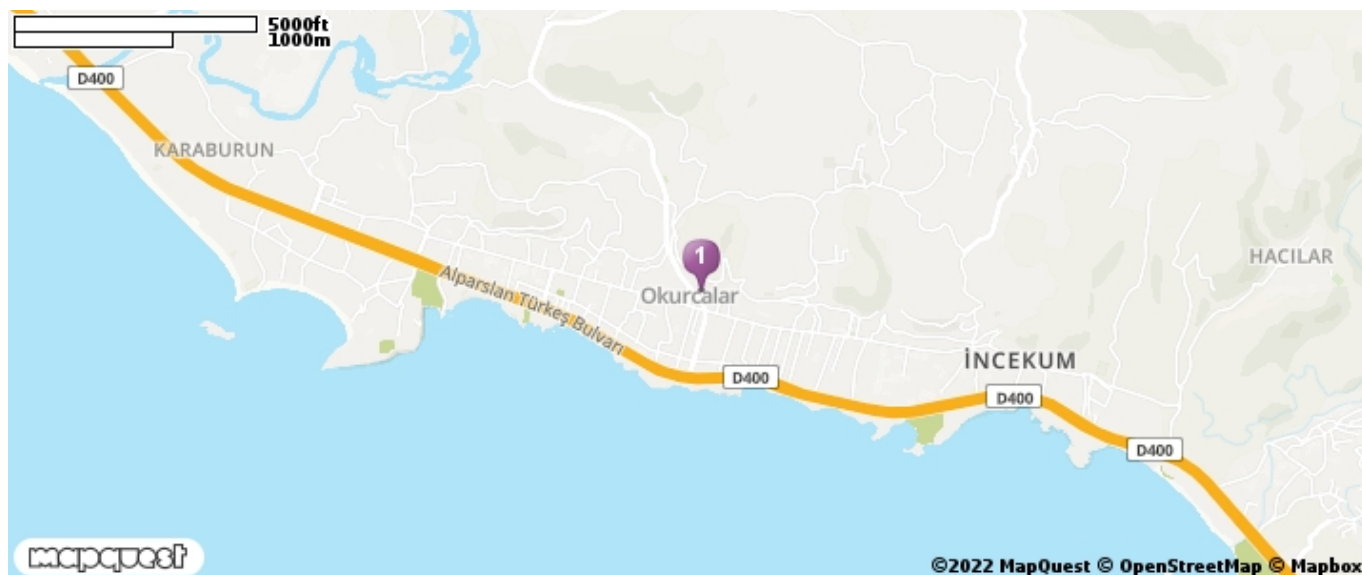 5000ft
1000m
D400
KARABURUN
1
HACILAR
Alparslan Türkeş Bulvarı
Okurcalar
İNCEKUM
D400
D400
D400
mapquest
©2022 MapQuest © OpenStreetMap © Mapbox